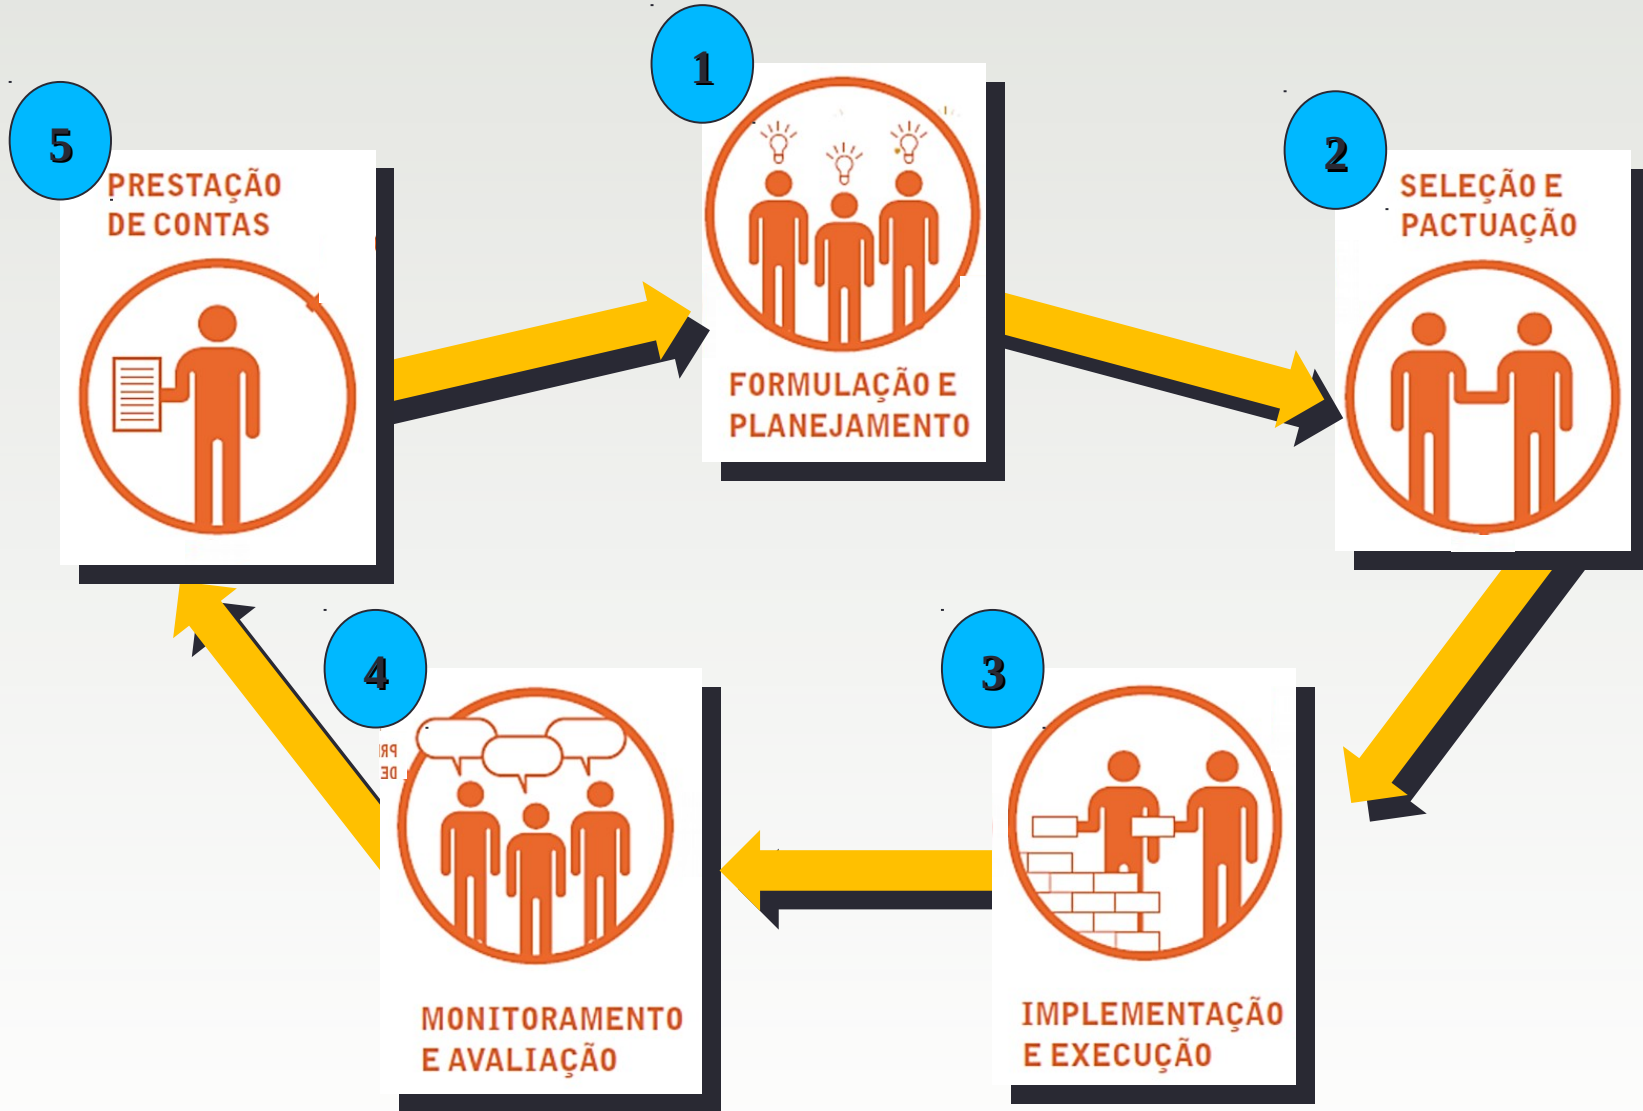 1
FORMULAÇÃO E
PLANEJAMENTO
2
SELEÇÃO E
PACTUAÇÃO
3
IMPLEMENTAÇÃO
E EXECUÇÃO
4
MONITORAMENTO
E AVALIAÇÃO
5
PRESTAÇÃO
DE CONTAS